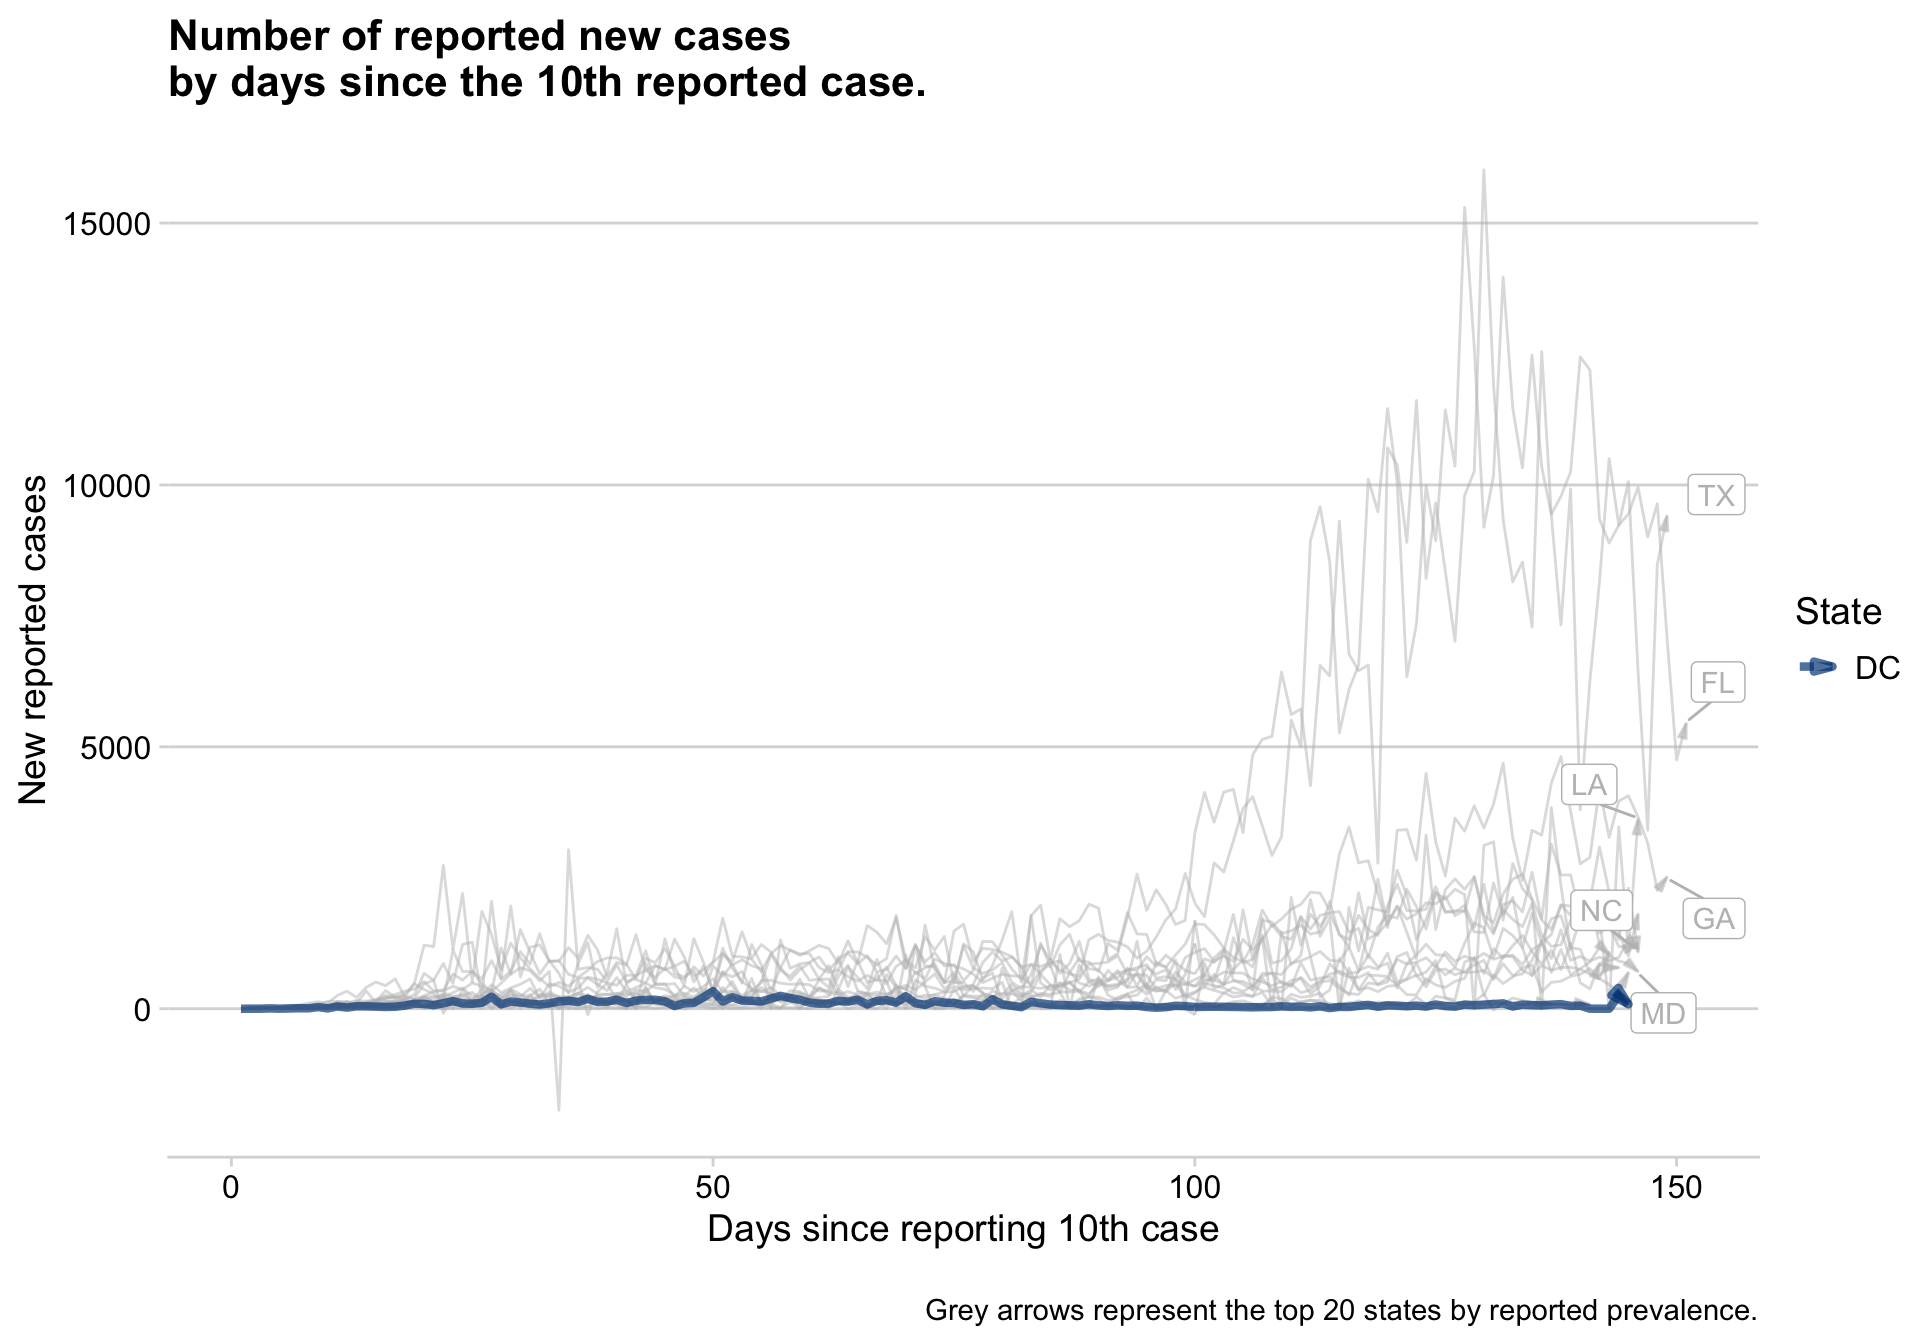 Number of reported new cases
by days since the 10th reported case.
New reported cases
15000
10000
5000
0
TX
FL
LA
NC
GA
MD
State
DC
0
50
100
150
Days since reporting 10th case
Grey arrows represent the top 20 states by reported prevalence.